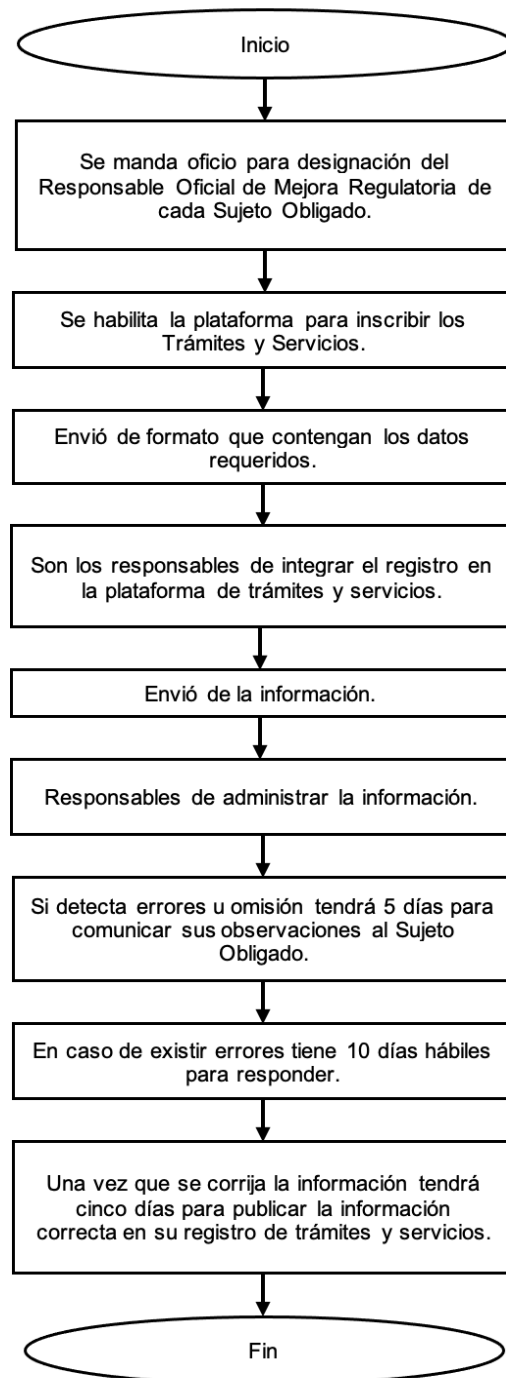 Inicio
Se manda oficio para designación del
Responsable Oficial de Mejora Regulatoria de
cada Sujeto Obligado.
Se habilita la plataforma para inscribir los
Trámites y Servicios.
Envió de formato que contengan los datos
requeridos.
Son los responsables de integrar el registro en
la plataforma de trámites y servicios.
Envió de la información.
Responsables de administrar la información.
Si detecta errores u omisión tendrá 5 días para
comunicar sus observaciones al Sujeto
Obligado.
En caso de existir errores tiene 10 días hábiles
para responder.
Una vez que se corrija la información tendrá
cinco días para publicar la información
correcta en su registro de trámites y servicios.
Fin